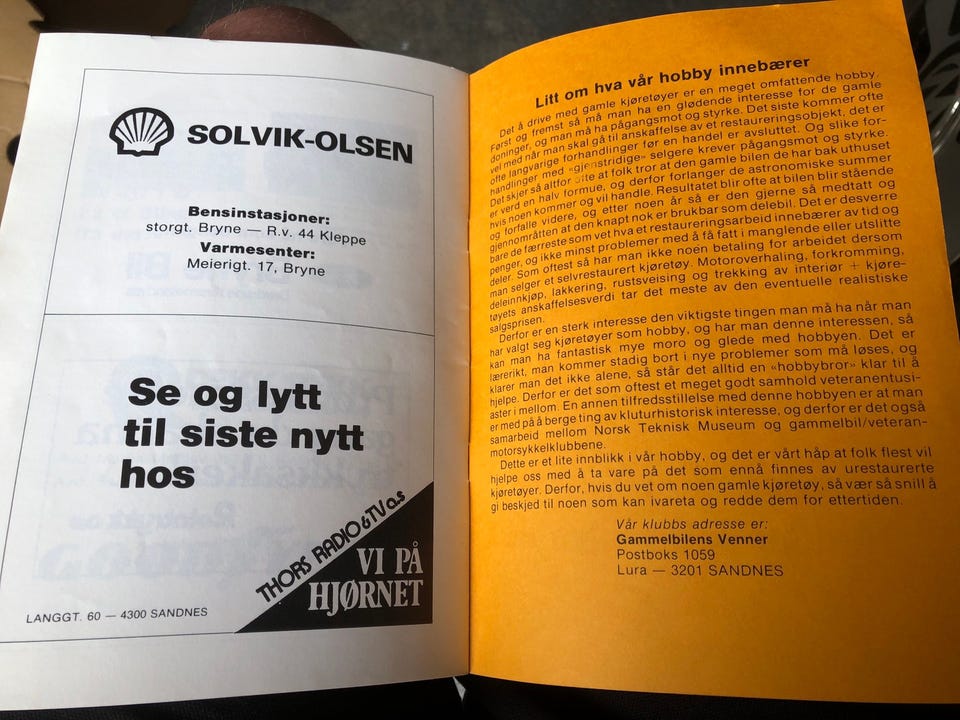 SOLVIK-OLSEN
Bensinstasjoner:
storgt. Bryne — R.v. 44 Kleppe
Varmesenter:
Meierigt. 17, Bryne
Se og lytt
til siste nytt
hos
THORS RADIO & TV a.s
VI PÅ
HJØRNET
LANGGT. 60 — 4300 SANDNES
Litt om hva vår hobby innebærer
Det å drive med gamle kjøretøyer er en meget omfattende hobby.
Først og fremst så må man ha en glødende interesse for de gamle
doninger, og man må ha pågangsmot og styrke. Det siste kommer ofte
vel med når man skal gå til anskaffelse av et restaureringsobjekt, det er
ofte langvarige forhandlinger før en handel er avsluttet. Og slike for-
handlinger med «gjenstridige» selgere krever pågangsmot og styrke.
Det skjer så altfor ofte at folk tror at den gamle bilen de har bak uthuset
er verd en halv formue, og derfor forlanger de astronomiske summer
hvis noen kommer og vil handle. Resultatet blir ofte at bilen blir stående
og forfalle videre, og etter noen år så er den gjerne så medtatt og
gjennområtten at den knapt nok er brukbar som delebil. Det er desverre
bare de færreste som vet hva et restaureringsarbeid innebærer av tid og
penger, og ikke minst problemer med å få fatt i manglende eller utslitte
deler. Som oftest så har man ikke noen betaling for arbeidet dersom
man selger et selvrestaurert kjøretøy. Motoroverhaling, forkromming,
deleinnkjøp, lakkering, rustsveising og trekking av interiør + kjøre-
tøyets anskaffelsesverdi tar det meste av den eventuelle realistiske
salgsprisen.
Derfor er en sterk interesse den viktigste tingen man må ha når man
har valgt seg kjøretøyer som hobby, og har man denne interessen, så
kan man ha fantastisk mye moro og glede med hobbyen. Det er
lærerikt, man kommer stadig bort i nye problemer som må løses, og
klarer man det ikke alene, så står det alltid en «hobbybror» klar til å
hjelpe. Derfor er det som oftest et meget godt samhold veteranentusi-
aster i mellom. En annen tilfredsstillelse med denne hobbyen er at man
er med på å berge ting av kluturhistorisk interesse, og derfor er det også
samarbeid mellom Norsk Teknisk Museum og gammelbil/veteran-
motorsykkelklubbene.
Dette er et lite innblikk i vår hobby, og det er vårt håp at folk flest vil
hjelpe oss med å ta vare på det som ennå finnes av urestaurerte
kjøretøyer. Derfor, hvis du vet om noen gamle kjøretøy, så vær så snill å
gi beskjed til noen som kan ivareta og redde dem for ettertiden.
Vår klubbs adresse er:
Gammelbilens Venner
Postboks 1059
Lura — 3201 SANDNES